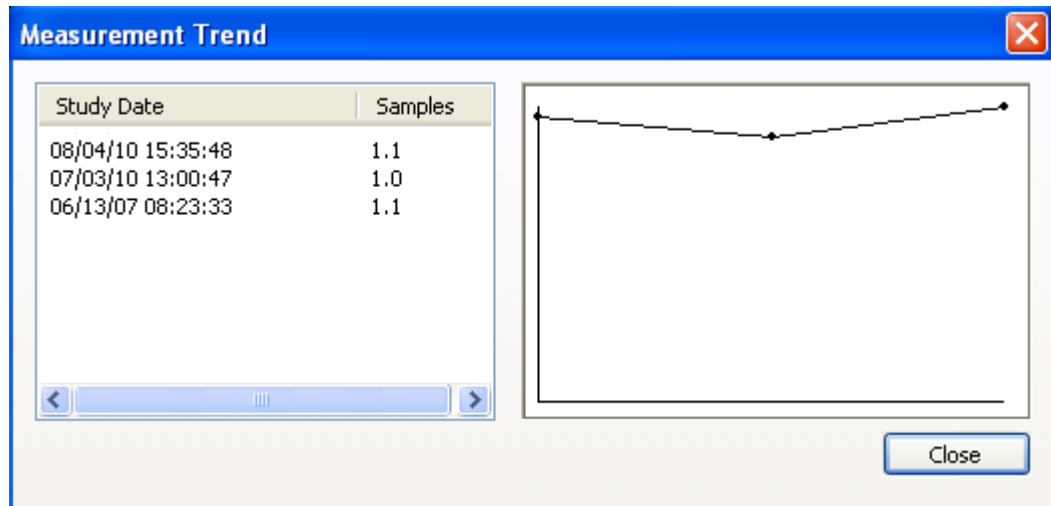 Measurement Trend
Study Date Samples
08/04/10 15:35:48 1.1
07/03/10 13:00:47 1.0
06/13/07 08:23:33 1.1
Close